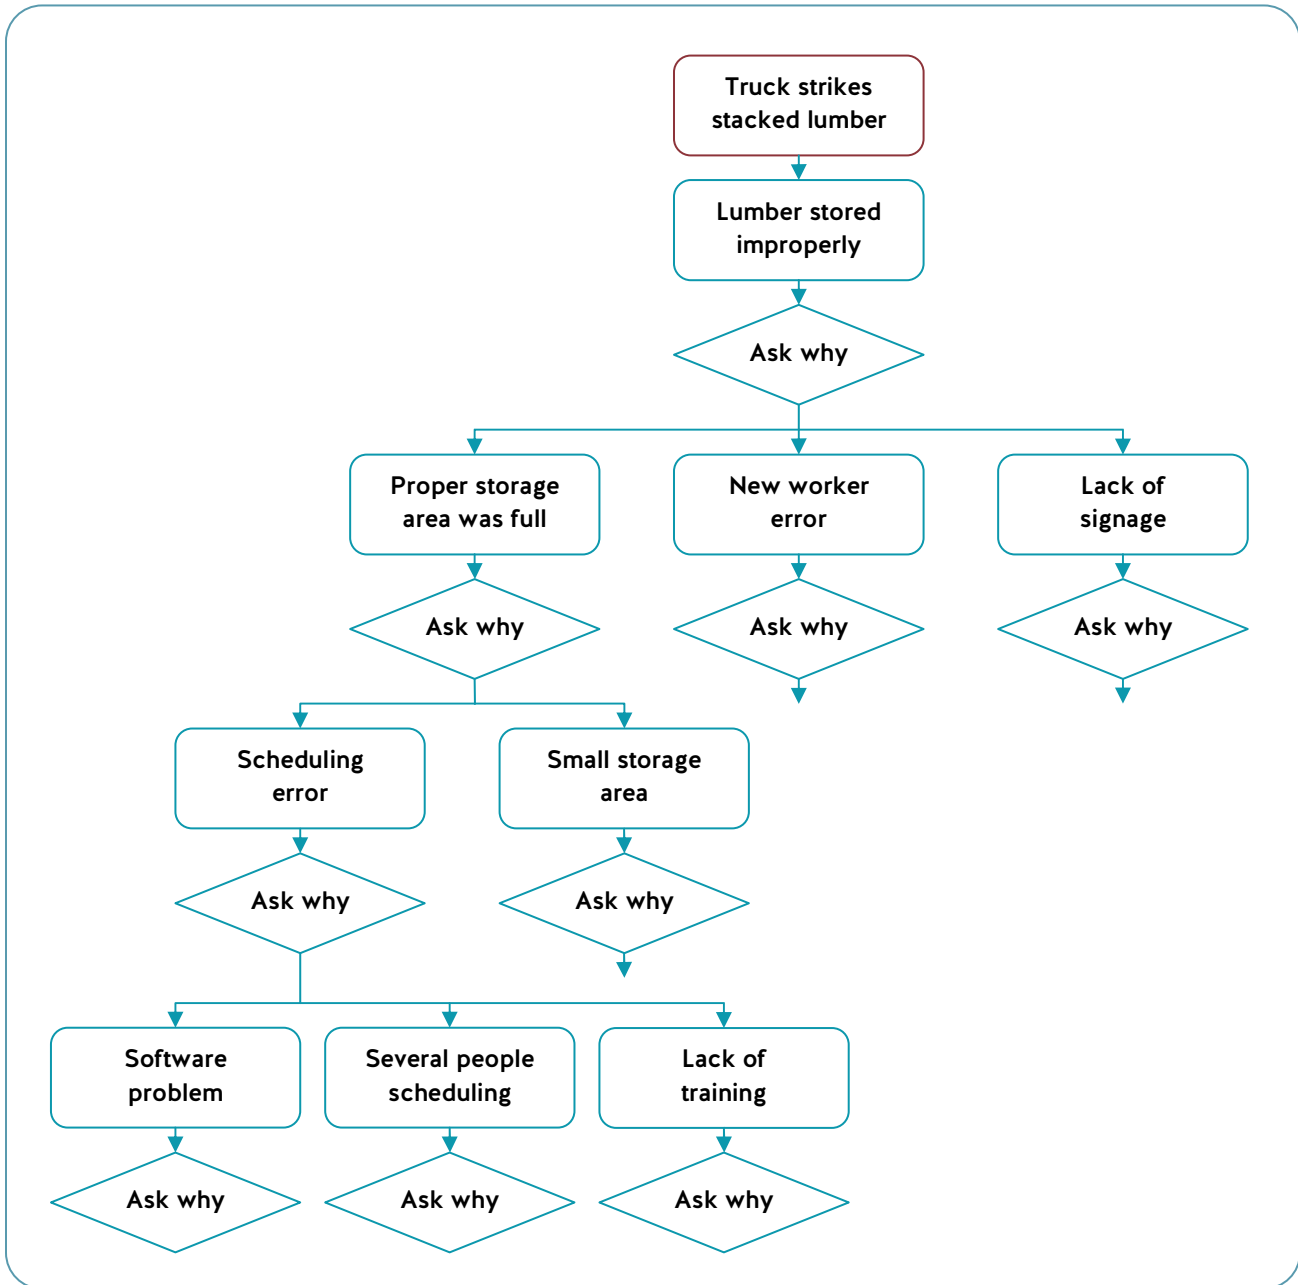 Truck strikes
stacked lumber
Lumber stored
improperly
Ask why
Proper storage
area was full
New worker
error
Lack of
signage
Ask why
Ask why
Ask why
Scheduling
error
Small storage
area
Ask why
Ask why
Software
problem
Several people
scheduling
Lack of
training
Ask why
Ask why
Ask why